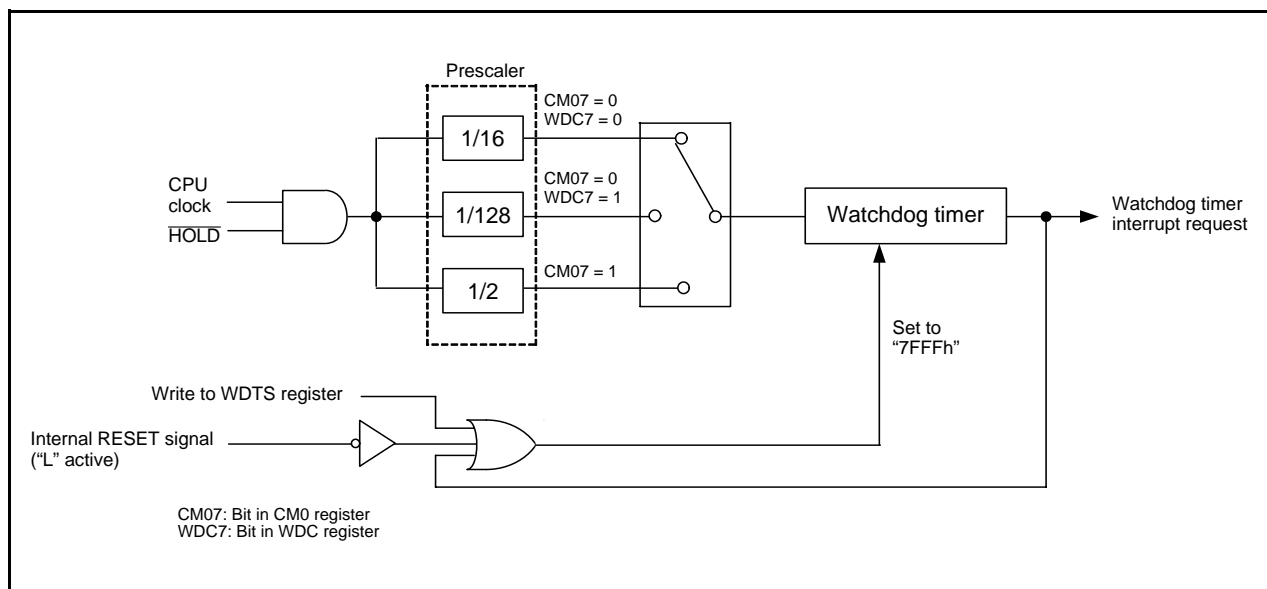 Prescaler
CM07 = 0
WDC7 = 0
1/16
CPU
clock
HOLD
CM07 = 0
WDC7 = 1
1/128
Watchdog timer
Watchdog timer
interrupt request
CM07 = 1
1/2
Set to
“7FFFh”
Write to WDTS register
Internal RESET signal
(“L” active)
CM07: Bit in CM0 register
WDC7: Bit in WDC register